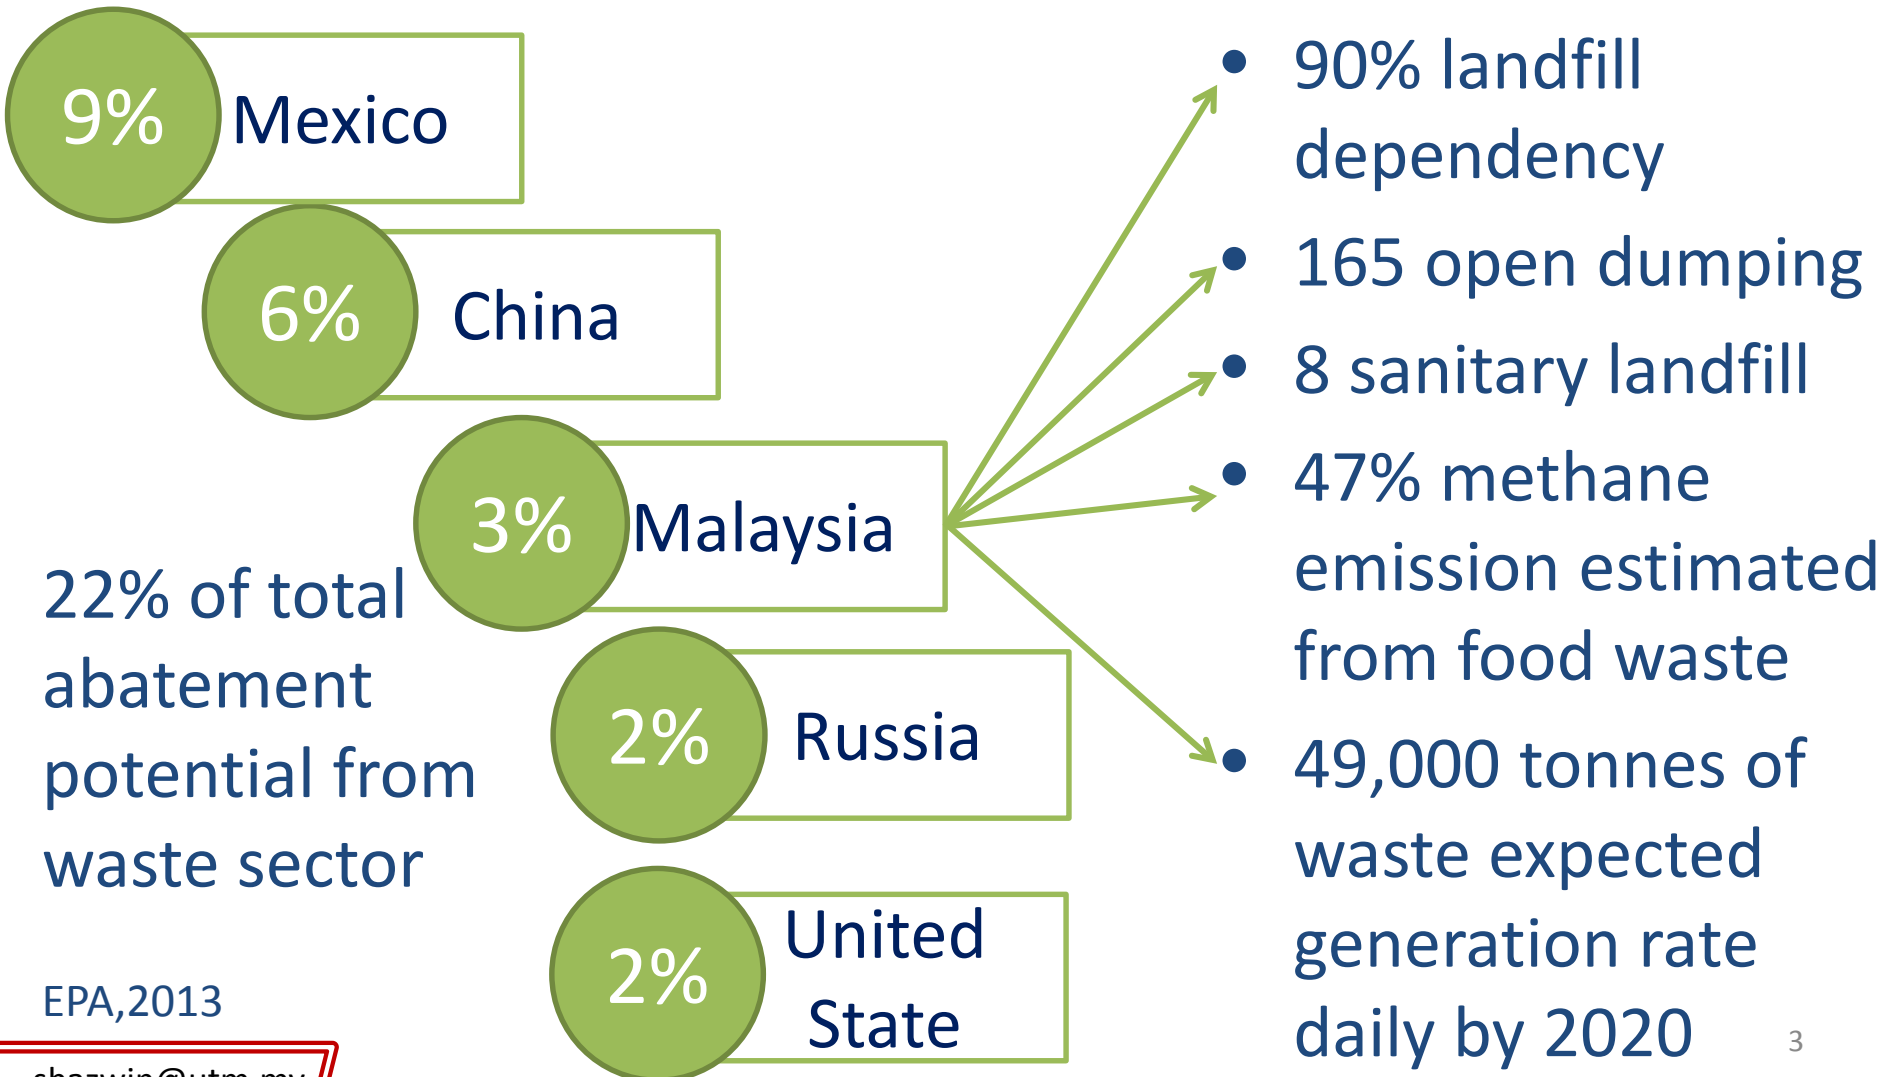 9%
Mexico
6%
China
3%
Malaysia
2%
Russia
2%
United
State
22% of total
abatement
potential from
waste sector
EPA,2013
• 90% landfill
dependency
• 165 open dumping
• 8 sanitary landfill
• 47% methane
emission estimated
from food waste
• 49,000 tonnes of
waste expected
generation rate
daily by 2020
3